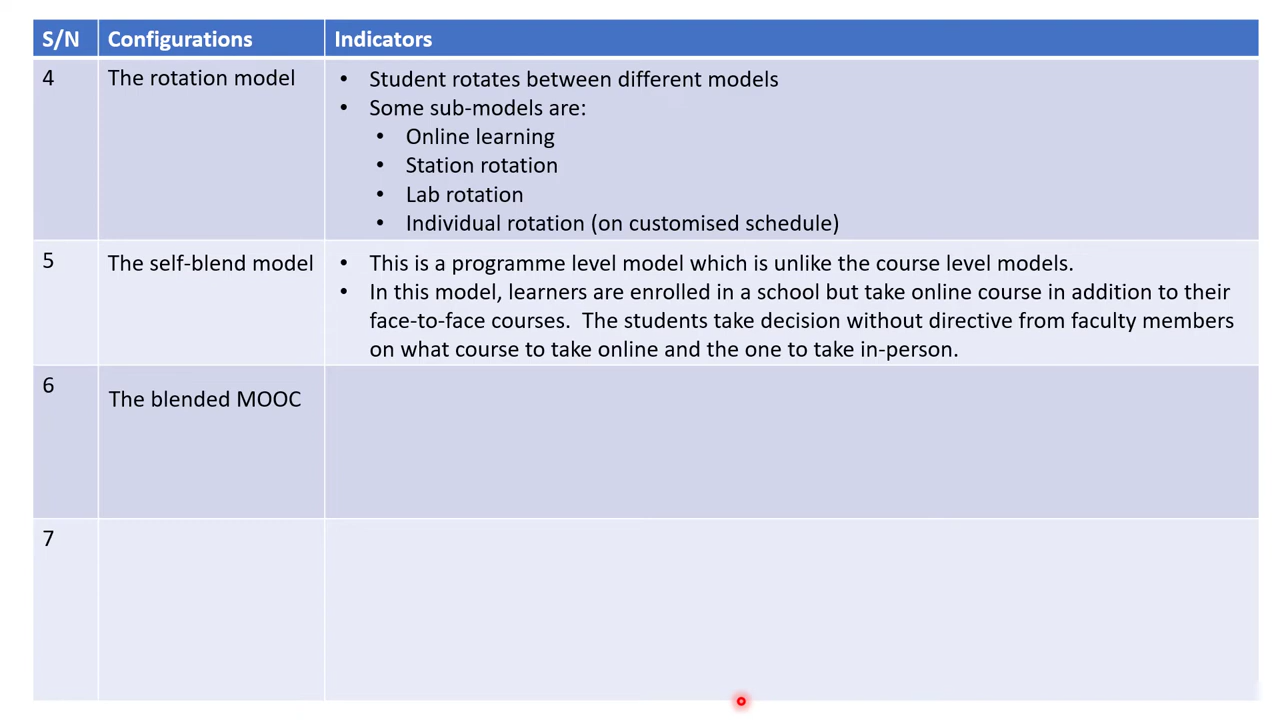 S/N Configurations Indicators
4 The rotation model • Student rotates between different models
• Some sub-models are:
• Online learning
• Station rotation
• Lab rotation
• Individual rotation (on customised schedule)
5 The self-blend model • This is a programme level model which is unlike the course level models.
• In this model, learners are enrolled in a school but take online course in addition to their
face-to-face courses. The students take decision without directive from faculty members
on what course to take online and the one to take in-person.
6 The blended MOOC
7